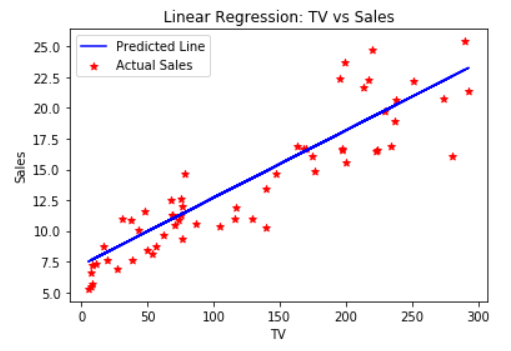 Linear Regression: TV vs Sales
Predicted Line
Actual Sales
25.0
22.5
20.0
17.5
15.0
12.5
10.0
7.5
5.0
Sales
0 50 100 150 200 250 300
TV